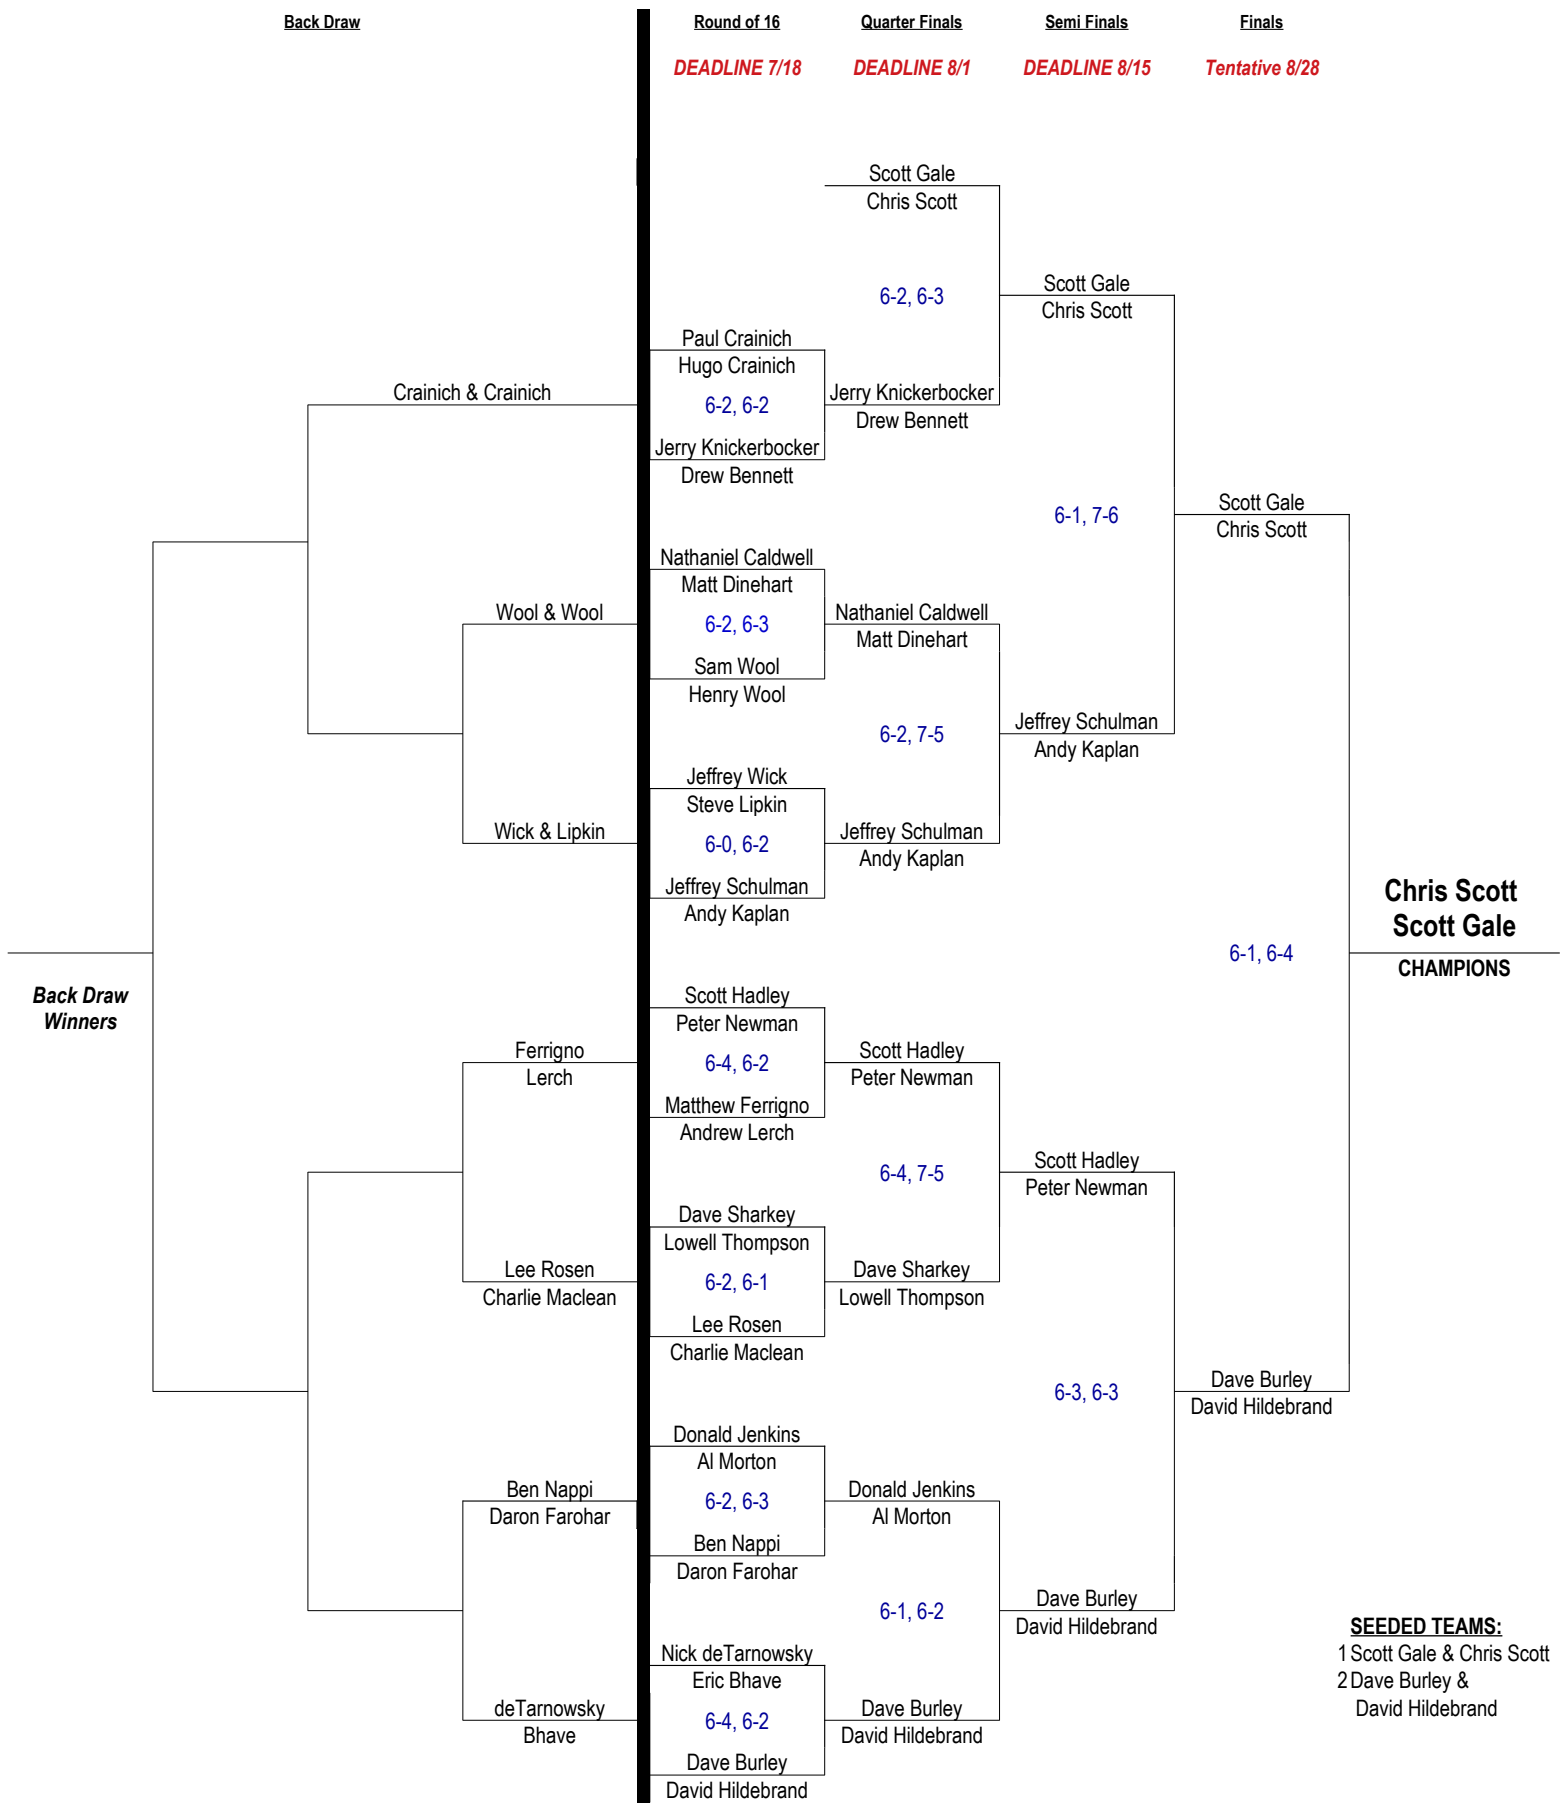 Back Draw
Round of 16
Quarter Finals
Semi Finals
Finals
DEADLINE 7/18
DEADLINE 8/1
DEADLINE 8/15
Tentative 8/28
Scott Gale
Chris Scott
6-2, 6-3
Scott Gale
Chris Scott
Paul Crainich
Hugo Crainich
Crainich & Crainich
6-2, 6-2
Jerry Knickerbocker
Drew Bennett
Jerry Knickerbocker
Drew Bennett
6-1, 7-6
Scott Gale
Chris Scott
Nathaniel Caldwell
Matt Dinehart
Wool & Wool
6-2, 6-3
Nathaniel Caldwell
Matt Dinehart
Sam Wool
Henry Wool
6-2, 7-5
Jeffrey Schulman
Andy Kaplan
Jeffrey Wick
Steve Lipkin
Wick & Lipkin
6-0, 6-2
Jeffrey Schulman
Andy Kaplan
Jeffrey Schulman
Andy Kaplan
Chris Scott
Scott Gale
6-1, 6-4
CHAMPIONS
Back Draw
Winners
Scott Hadley
Peter Newman
Ferrigno
Lerch
6-4, 6-2
Scott Hadley
Peter Newman
Matthew Ferrigno
Andrew Lerch
6-4, 7-5
Scott Hadley
Peter Newman
Dave Sharkey
Lowell Thompson
Lee Rosen
Charlie Maclean
6-2, 6-1
Dave Sharkey
Lowell Thompson
Lee Rosen
Charlie Maclean
6-3, 6-3
Dave Burley
David Hildebrand
Donald Jenkins
Al Morton
Ben Nappi
Daron Farohar
6-2, 6-3
Donald Jenkins
Al Morton
Ben Nappi
Daron Farohar
6-1, 6-2
Dave Burley
David Hildebrand
Nick deTarnowsky
Eric Bhave
deTarnowsky
Bhave
6-4, 6-2
Dave Burley
David Hildebrand
Dave Burley
David Hildebrand
SEEDED TEAMS:
1 Scott Gale & Chris Scott
2 Dave Burley &
David Hildebrand